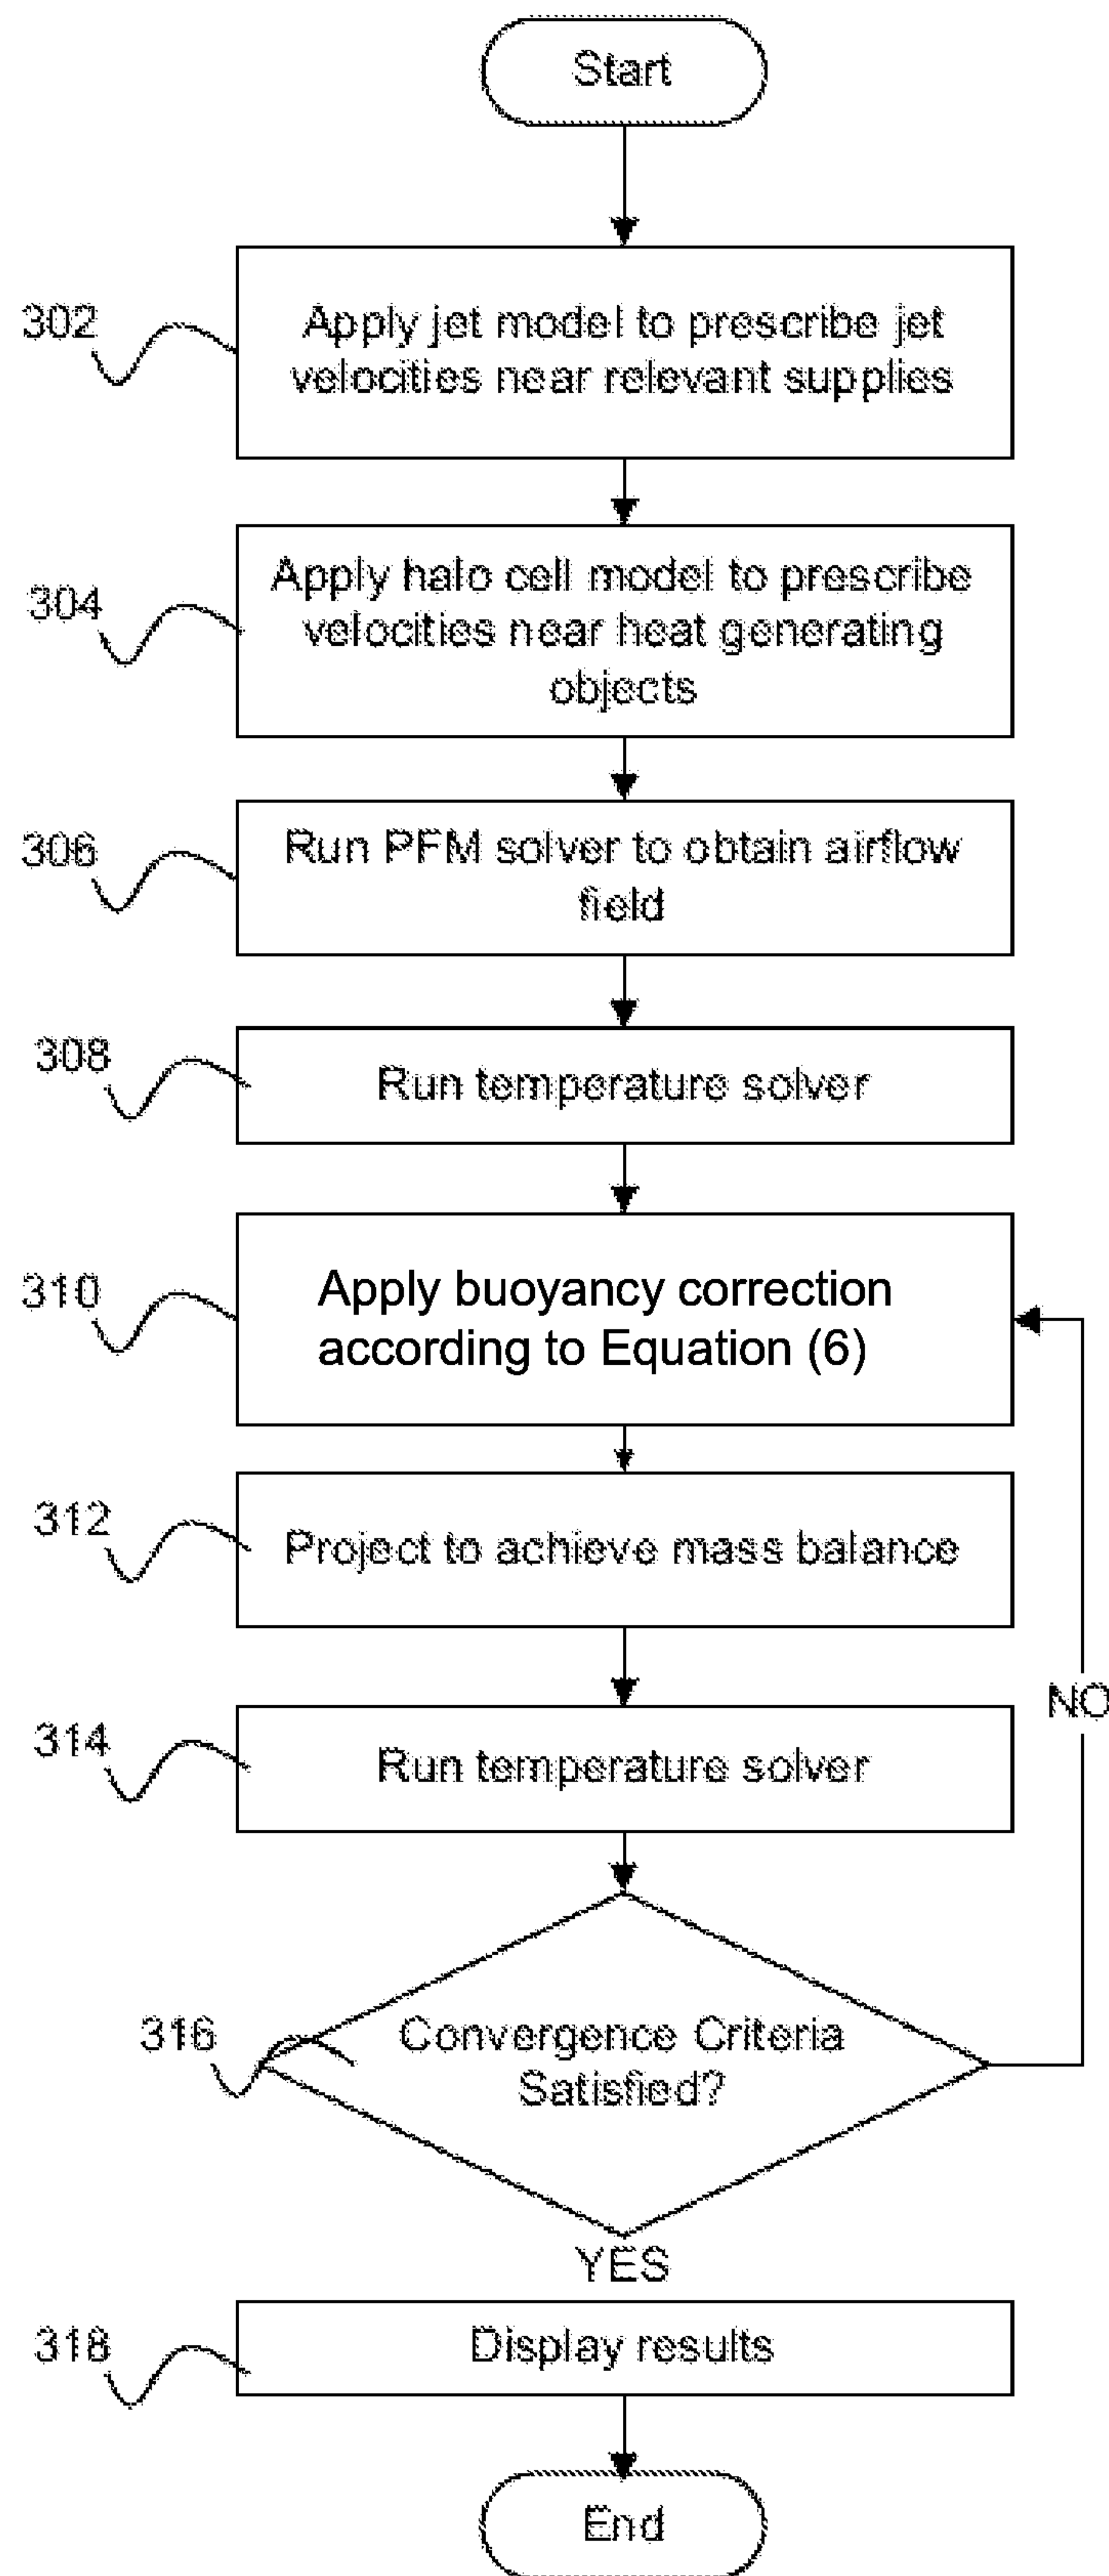 Start
302
Apply jet model to prescribe jet
velocities near relevant supplies
304
Apply halo cell model to prescribe
velocities near heat generating
objects
306
Run PFM solver to obtain airflow
field
308
Run temperature solver
310
Apply buoyancy correction
according to Equation (6)
312
Project to achieve mass balance
314
Run temperature solver
NO
316
Convergence Criteria
Satisfied?
YES
318
Display results
End